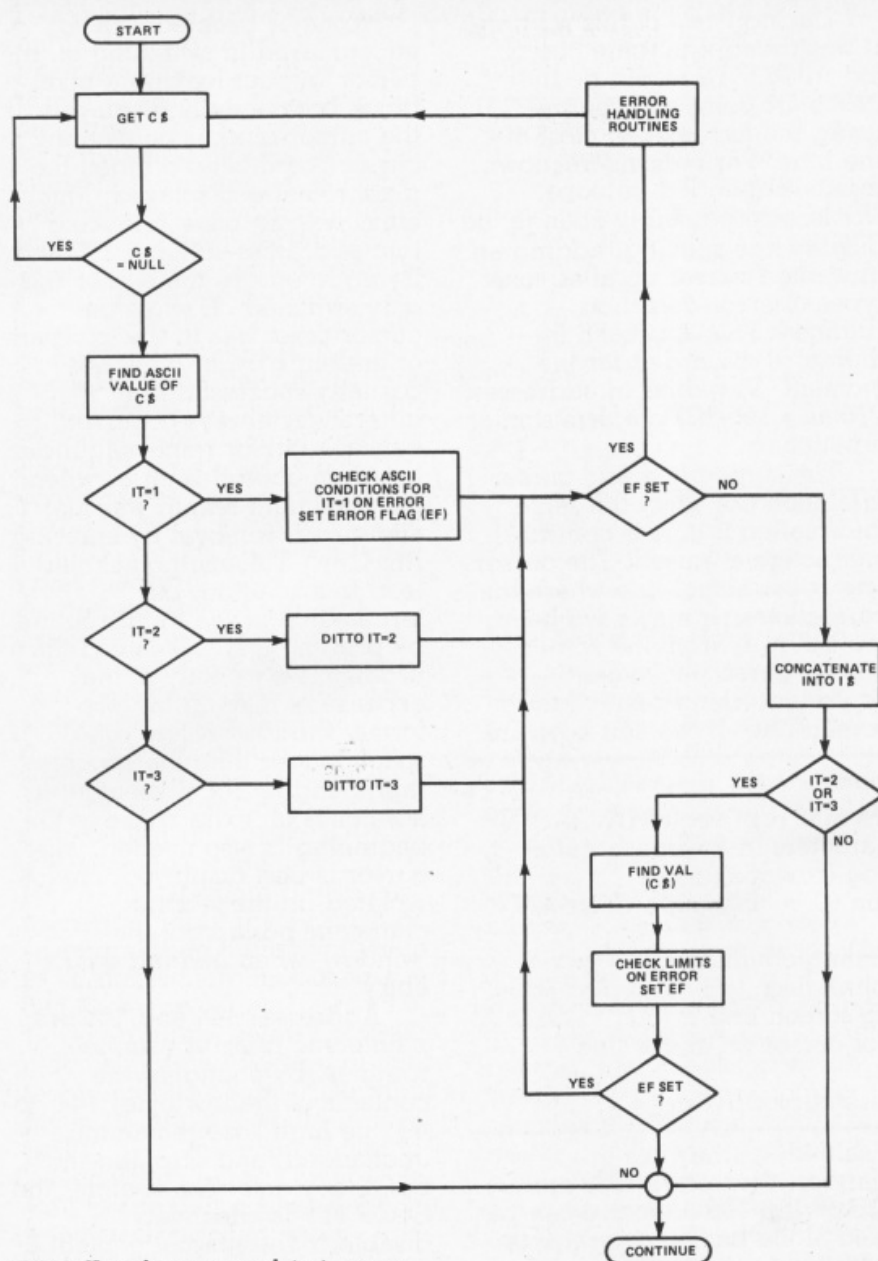 START
GET C$
ERROR
HANDLING
ROUTINES
YES
C$
= NULL
FIND ASCII
VALUE OF
C$
YES
IT=1
?
YES
CHECK ASCII
CONDITIONS FOR
IT=1 ON ERROR
SET ERROR FLAG (EF)
EF SET
?
NO
IT=2
?
YES
DITTO IT=2
CONCATENATE
INTO I$
IT=3
?
DITTO IT=3
YES
IT=2
OR
IT=3
NO
FIND VAL
(C$)
CHECK LIMITS
ON ERROR
SET EF
YES
EF SET
?
NO
CONTINUE